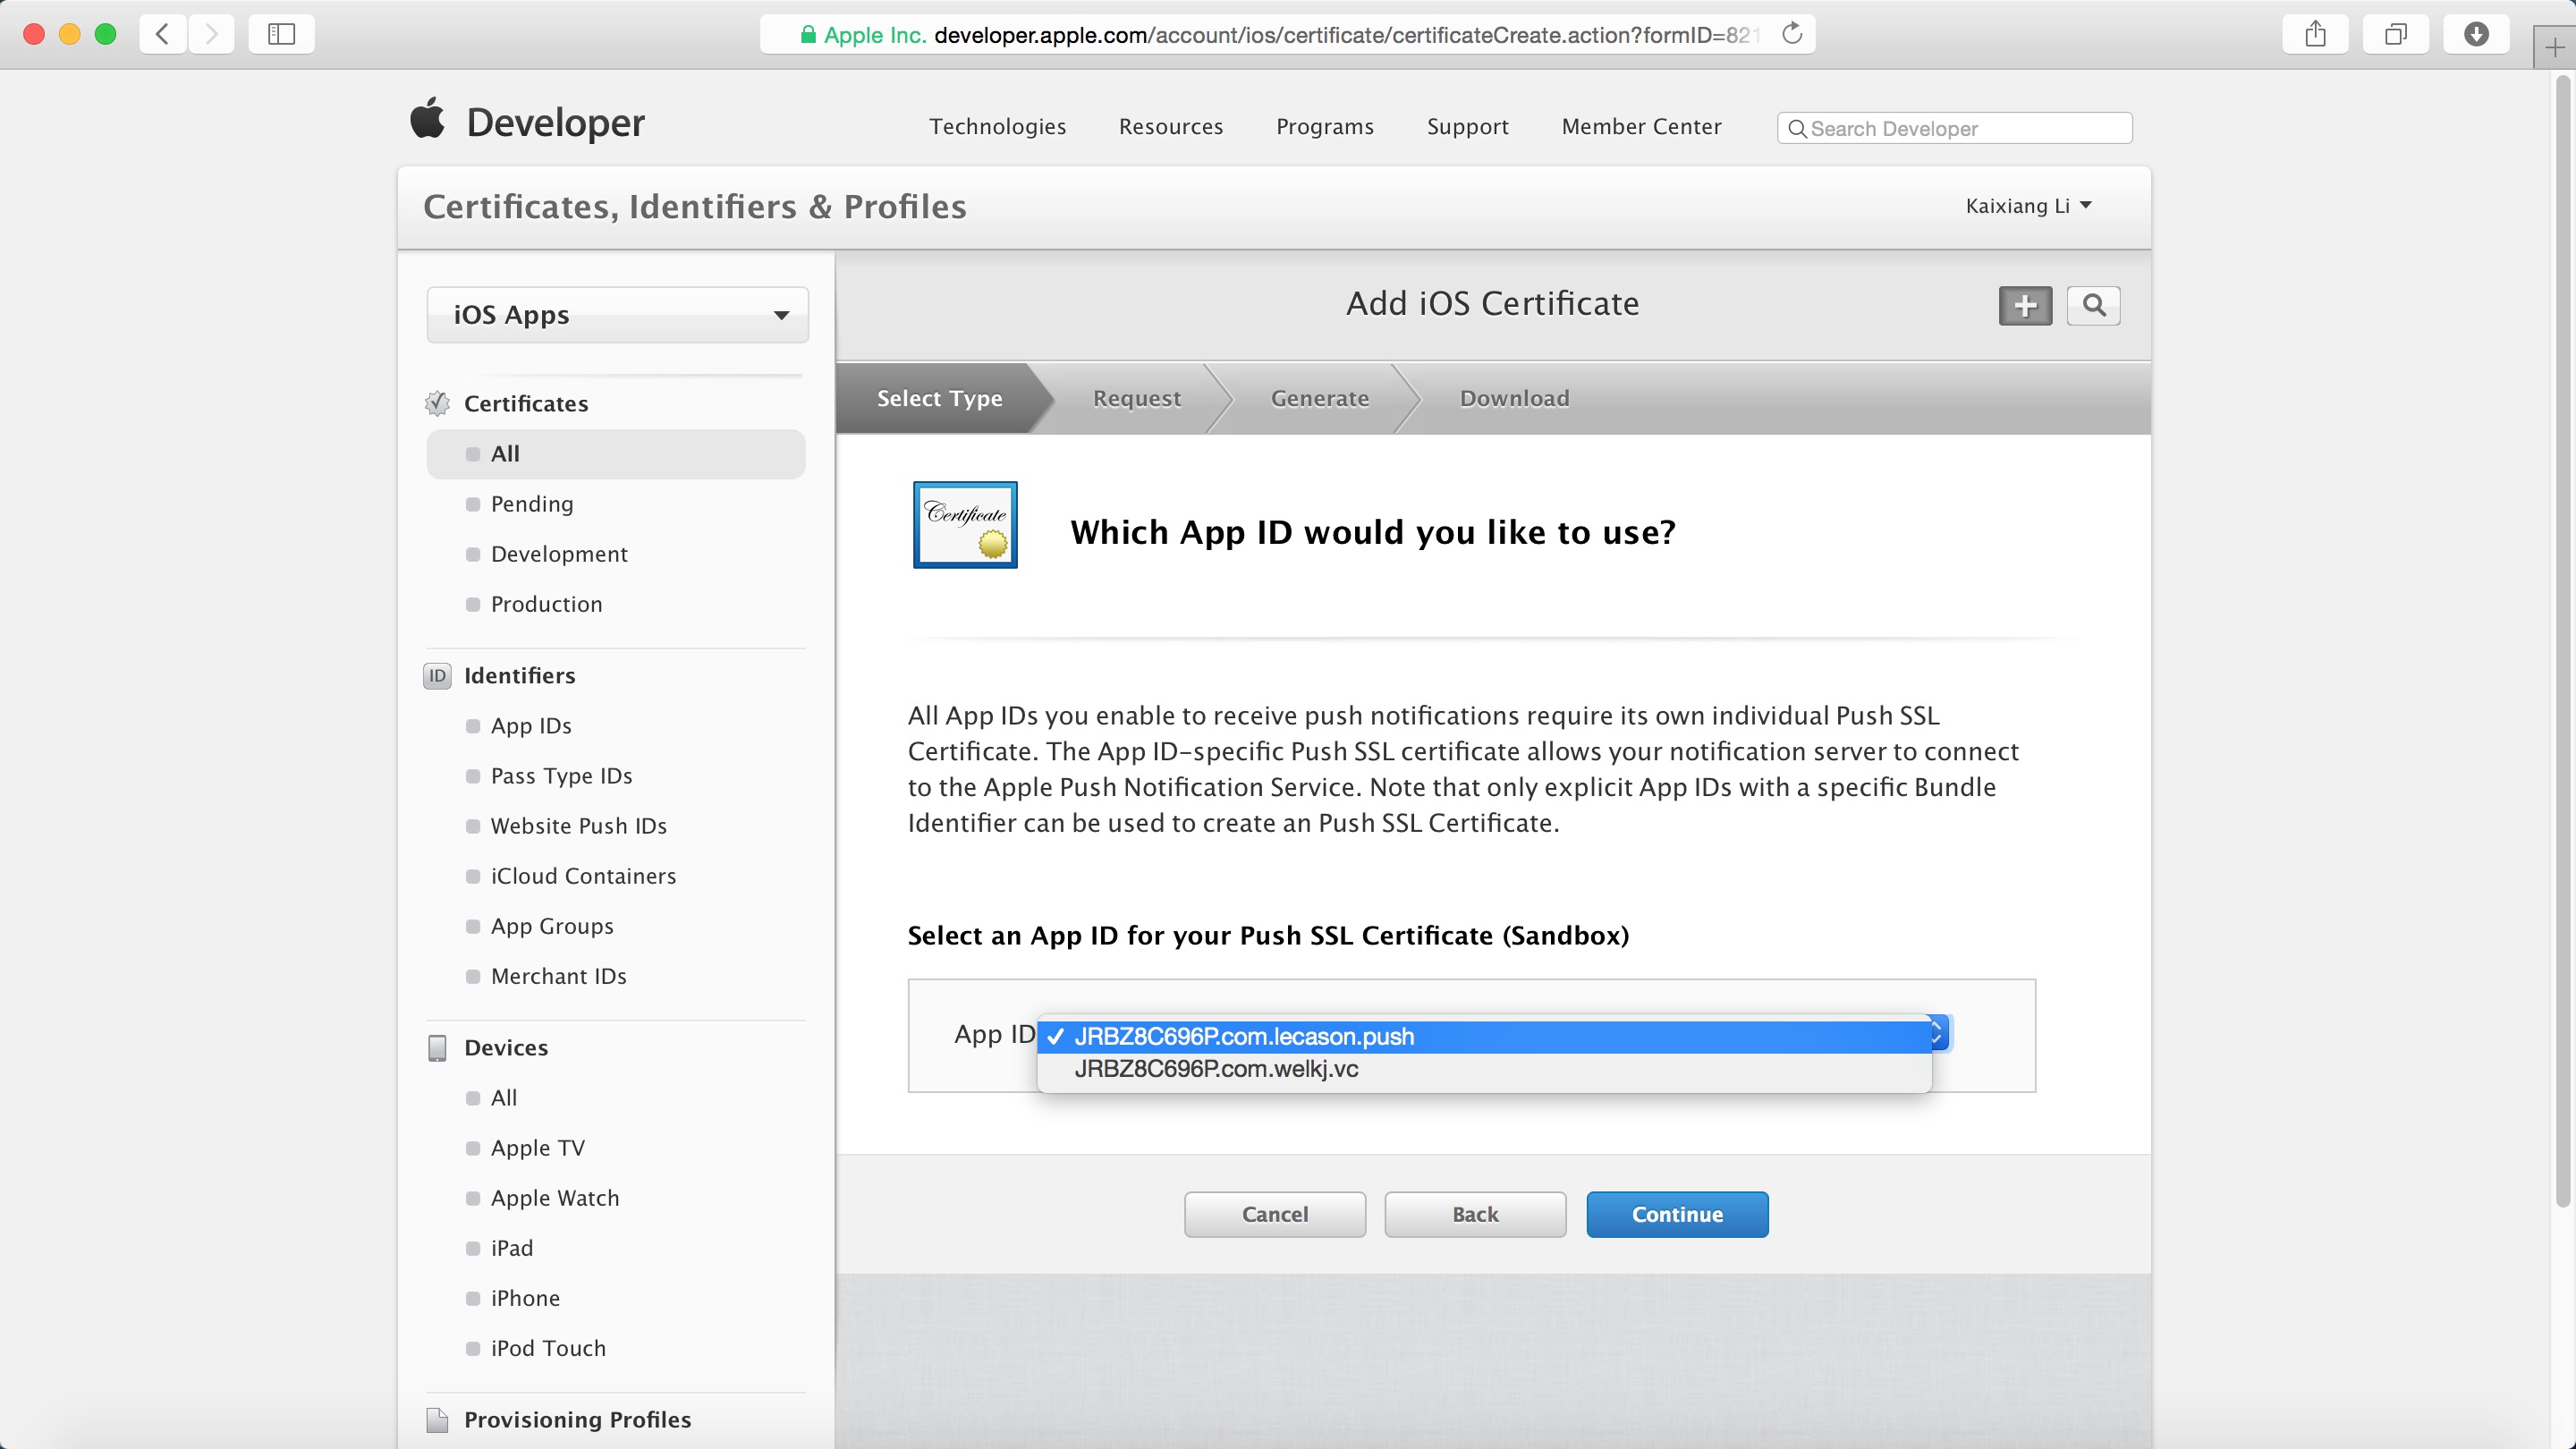 Apple Inc. developer.apple.com/account/ios/certificate/certificateCreate.action?formID=821
Developer
Technologies
Resources
Programs
Support
Member Center
Search Developer
Certificates, Identifiers & Profiles
Kaixiang Li
iOS Apps
Add iOS Certificate
Certificates
All
Pending
Development
Production
ID
Identifiers
App IDs
Pass Type IDs
Website Push IDs
iCloud Containers
App Groups
Merchant IDs
Devices
All
Apple TV
Apple Watch
iPad
iPhone
iPod Touch
Provisioning Profiles
Select Type
Request
Generate
Download
Certificate
Which App ID would you like to use?
All App IDs you enable to receive push notifications require its own individual Push SSL
Certificate. The App ID-specific Push SSL certificate allows your notification server to connect
to the Apple Push Notification Service. Note that only explicit App IDs with a specific Bundle
Identifier can be used to create an Push SSL Certificate.
Select an App ID for your Push SSL Certificate (Sandbox)
App ID
JRBZ8C696P.com.lecason.push
JRBZ8C696P.com.welkj.vc
Cancel
Back
Continue